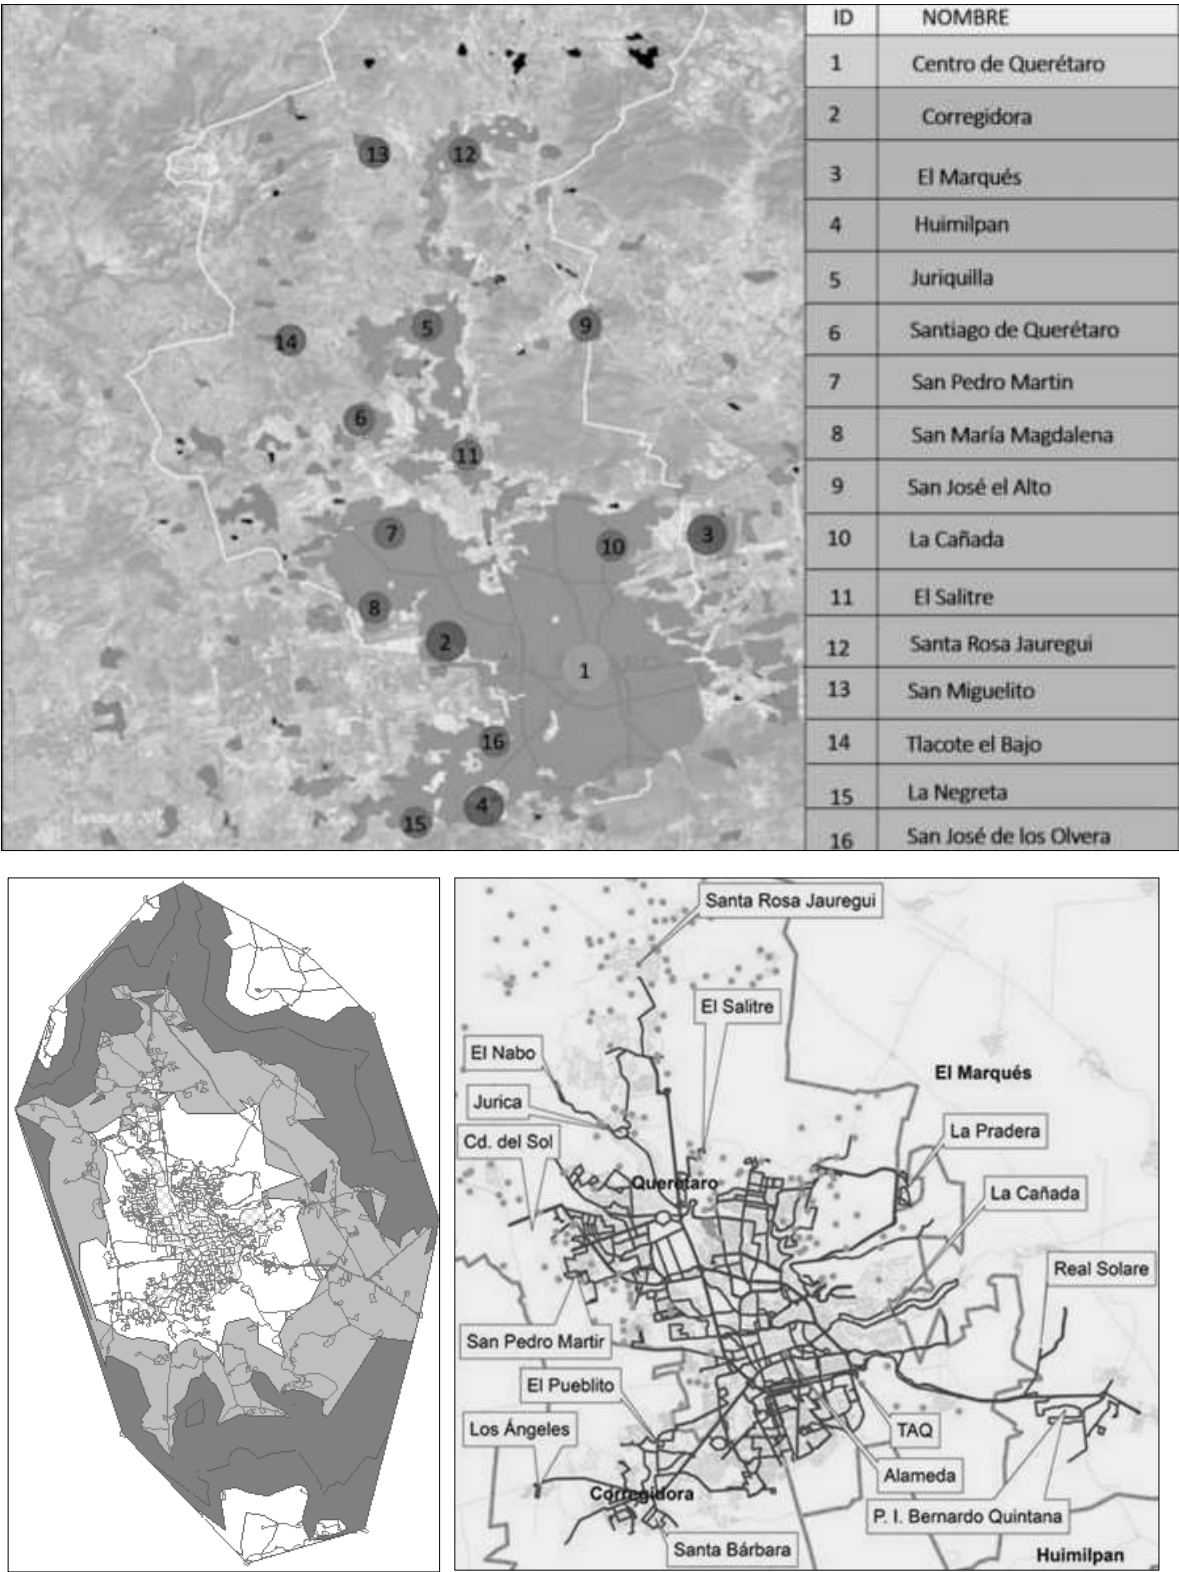 ID NOMBRE
1 Centro de Querétaro
2 Corregidora
3 El Marqués
4 Huimilpan
5 Juriquilla
6 Santiago de Querétaro
7 San Pedro Martin
8 San María Magdalena
9 San José el Alto
10 La Cañada
11 El Salitre
12 Santa Rosa Jauregui
13 San Miguelito
14 Tlacote el Bajo
15 La Negreta
16 San José de los Olvera
13
12
5
9
14
6
11
7
10
3
8
2
1
16
4
15
Santa Rosa Jauregui
El Salitre
El Nabo
El Marqués
Jurica
La Pradera
Cd. del Sol
Querétaro
La Cañada
Real Solare
San Pedro Martir
El Pueblito
Los Ángeles
TAQ
Alameda
Corregidora
P. I. Bernardo Quintana
Santa Bárbara
Huimilpan